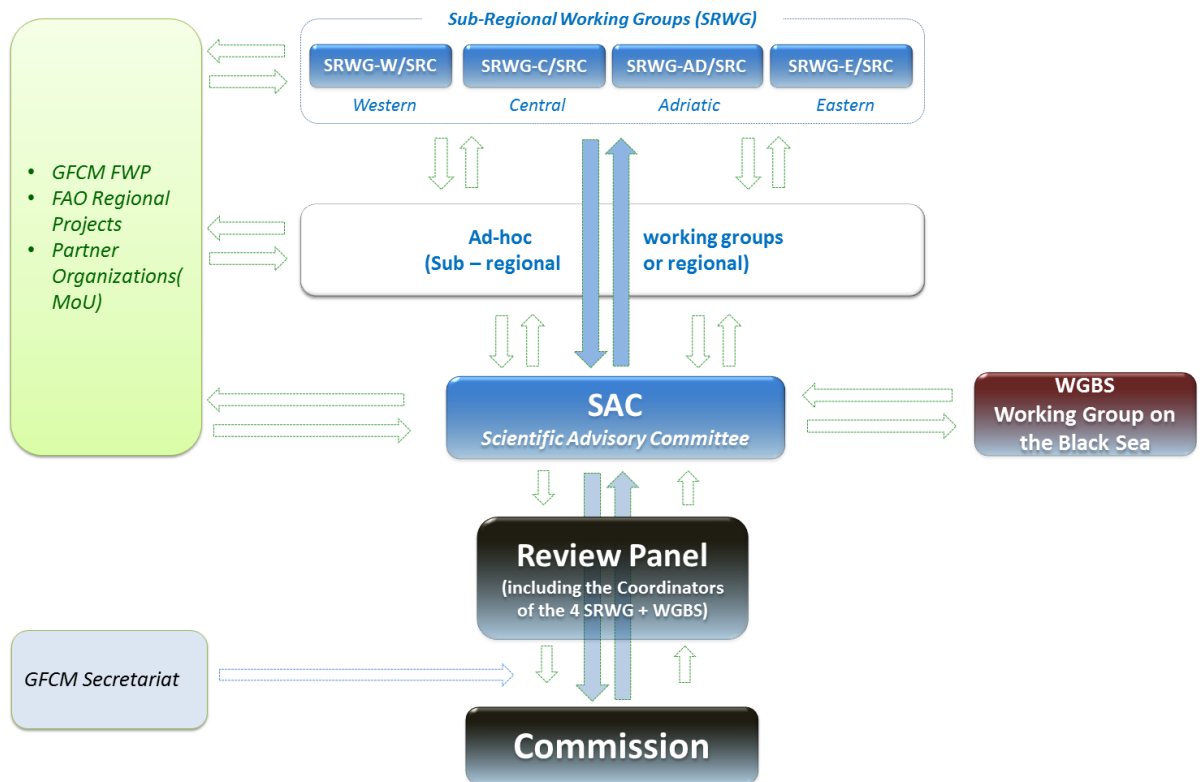 Sub-Regional Working Groups (SRWG)
SRWG-W/SRC
SRWG-C/SRC
SRWG-AD/SRC
SRWG-E/SRC
Western
Central
Adriatic
Eastern
• GFCM FWP
• FAO Regional
Projects
• Partner
Organizations(
MoU)
Ad-hoc working groups
(Sub – regional or regional)
SAC
Scientific Advisory Committee
WGBS
Working Group on
the Black Sea
Review Panel
(including the Coordinators
of the 4 SRWG + WGBS)
GFCM Secretariat
Commission